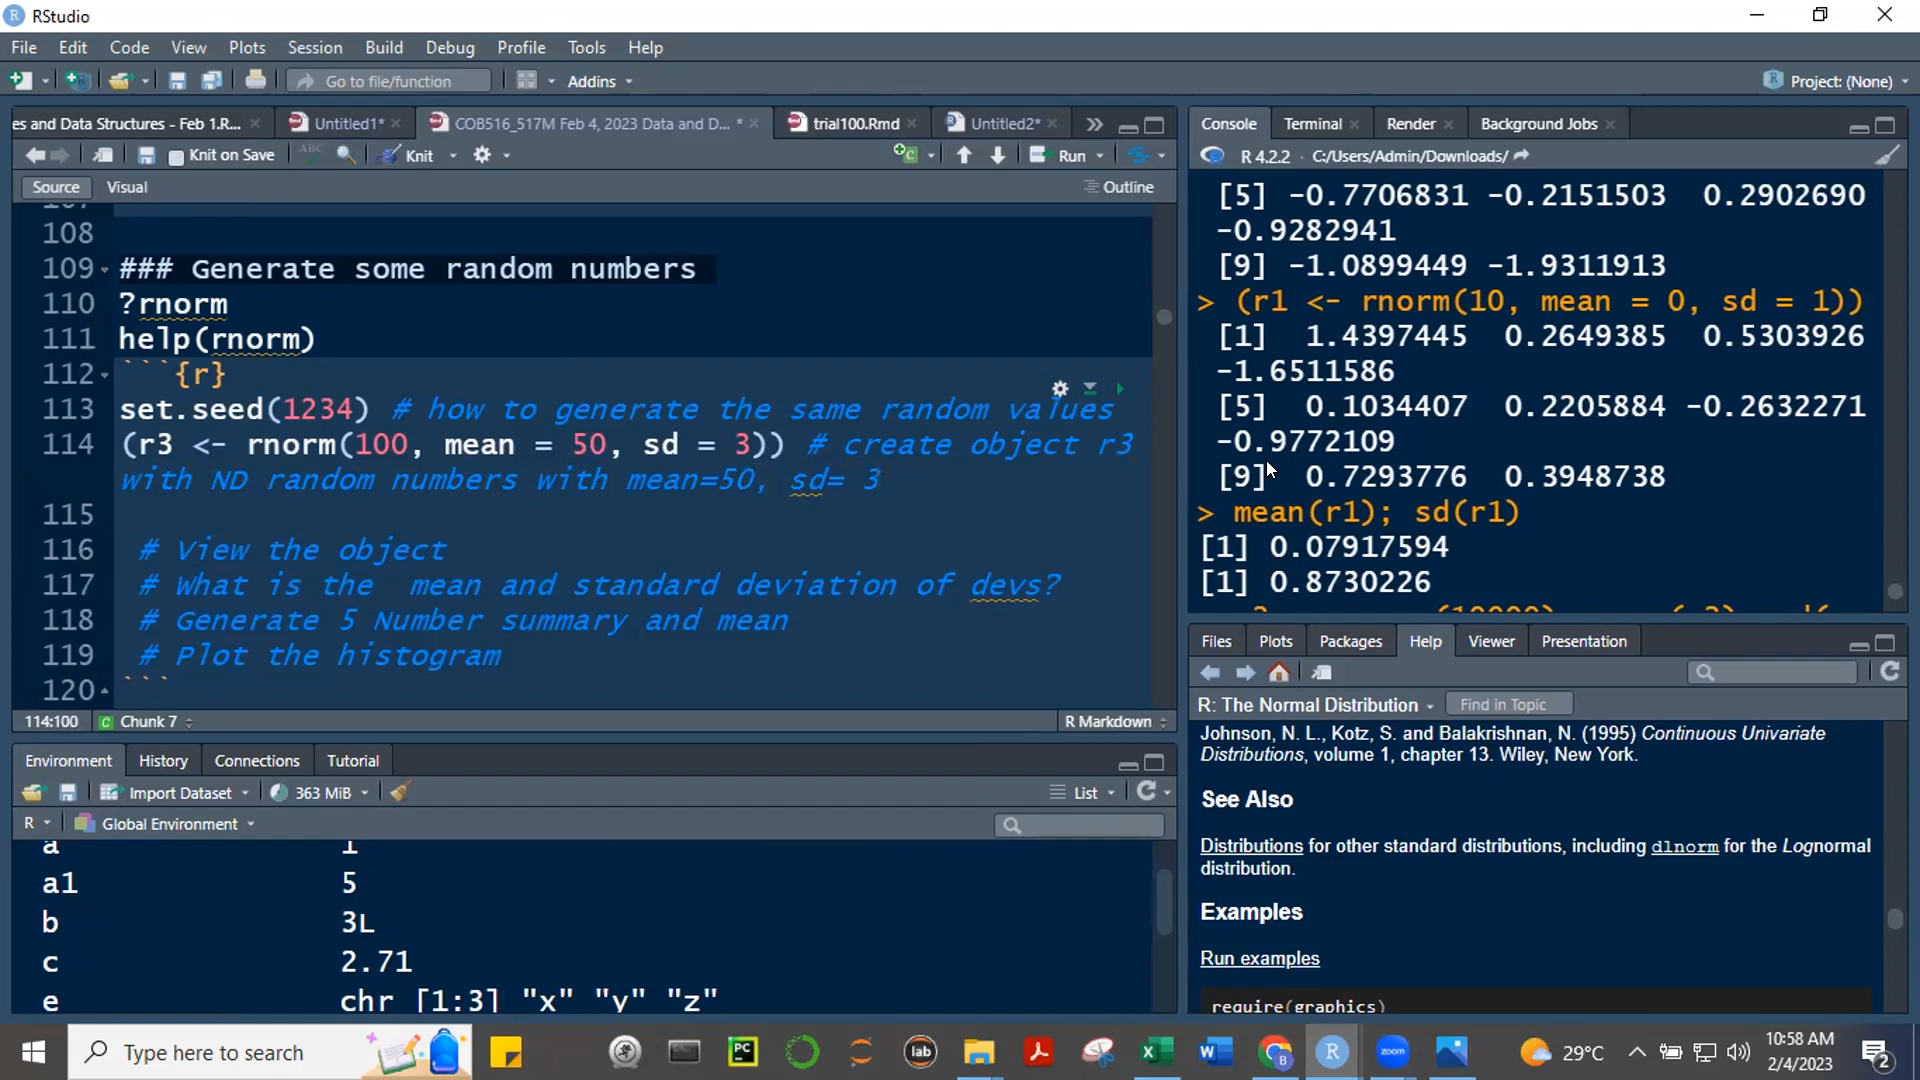 RStudio
File Edit Code View Plots Session Build Debug Profile Tools Help
Go to file/function Addins Project: (None)
es and Data Structures - Feb 1.R... Untitled1* COB516_517M Feb 4, 2023 Data and D... * trial100.Rmd Untitled2*
Knit on Save ABC Knit Run
Source Visual Outline
107
108
109 ### Generate some random numbers
110 ?rnorm
111 help(rnorm)
112 ```{r}
113 set.seed(1234) # how to generate the same random values
114 (r3 <- rnorm(100, mean = 50, sd = 3)) # create object r3
with ND random numbers with mean=50, sd= 3
115
116 # View the object
117 # What is the  mean and standard deviation of devs?
118 # Generate 5 Number summary and mean
119 # Plot the histogram
120 ```
114:100 C Chunk 7 R Markdown
Environment History Connections Tutorial
Import Dataset 363 MiB List
R Global Environment
a 1
a1 5
b 3L
c 2.71
e chr [1:3] "x" "y" "z"
Console Terminal Render Background Jobs
R 4.2.2 · C:/Users/Admin/Downloads/
[5] -0.7706831 -0.2151503 0.2902690
-0.9282941
[9] -1.0899449 -1.9311913
> (r1 <- rnorm(10, mean = 0, sd = 1))
[1] 1.4397445 0.2649385 0.5303926
-1.6511586
[5] 0.1034407 0.2205884 -0.2632271
-0.9772109
[9] 0.7293776 0.3948738
> mean(r1); sd(r1)
[1] 0.07917594
[1] 0.8730226
Files Plots Packages Help Viewer Presentation
R: The Normal Distribution Find in Topic
Johnson, N. L., Kotz, S. and Balakrishnan, N. (1995) Continuous Univariate
Distributions, volume 1, chapter 13. Wiley, New York.
See Also
Distributions for other standard distributions, including dlnorm for the Lognormal
distribution.
Examples
Run examples
require(graphics)
Type here to search PC lab R zoom 29°C 10:58 AM
2/4/2023 2